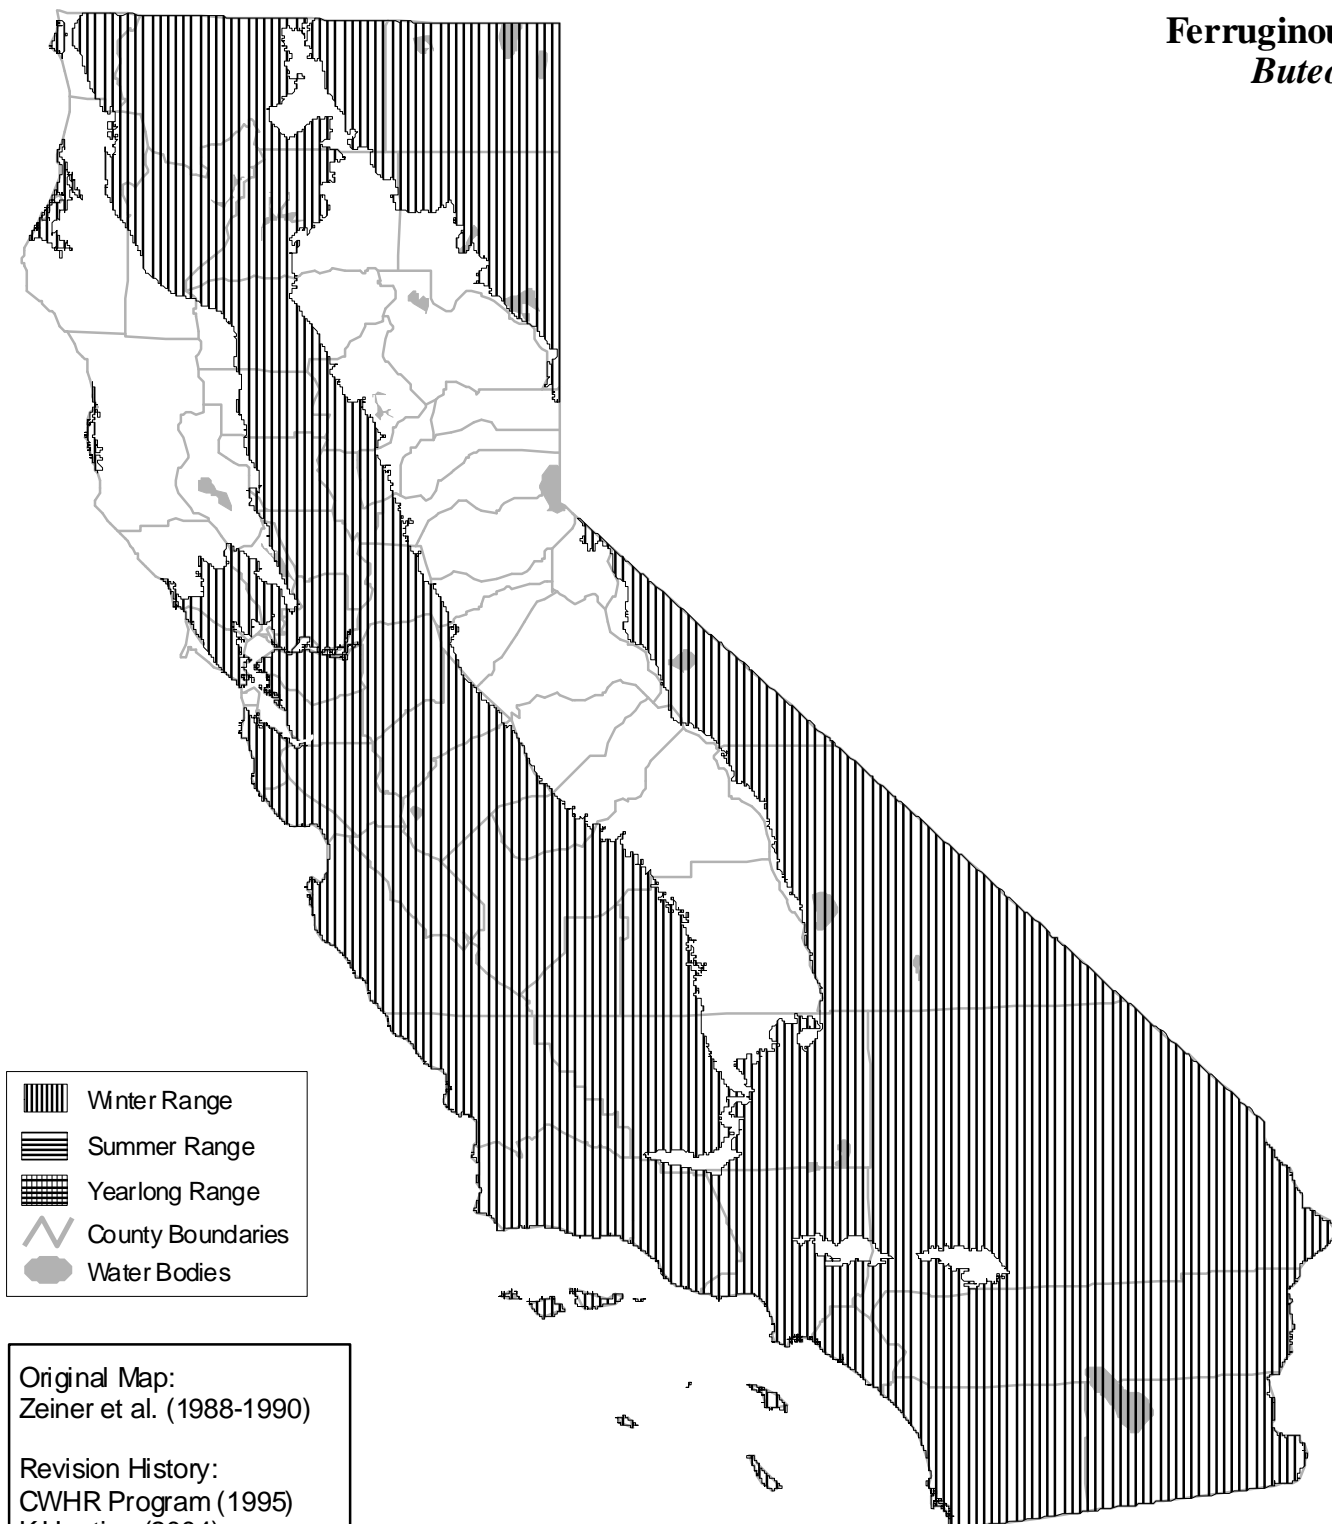 Buteo
Winter Range
Summer Range
Yearlong Range
County Boundaries
Water Bodies
Original Map:
Zeiner et al. (1988-1990)
Revision History:
CWHR Program (1995)